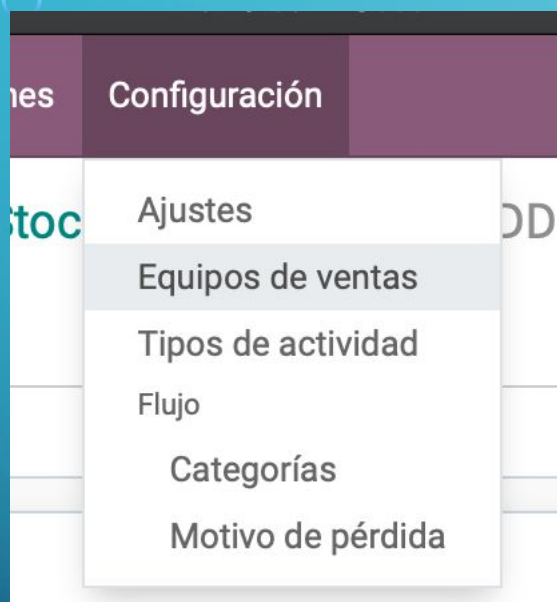 Configuración
Ajustes
Equipos de ventas
Tipos de actividad
Flujo
Categorías
Motivo de pérdida